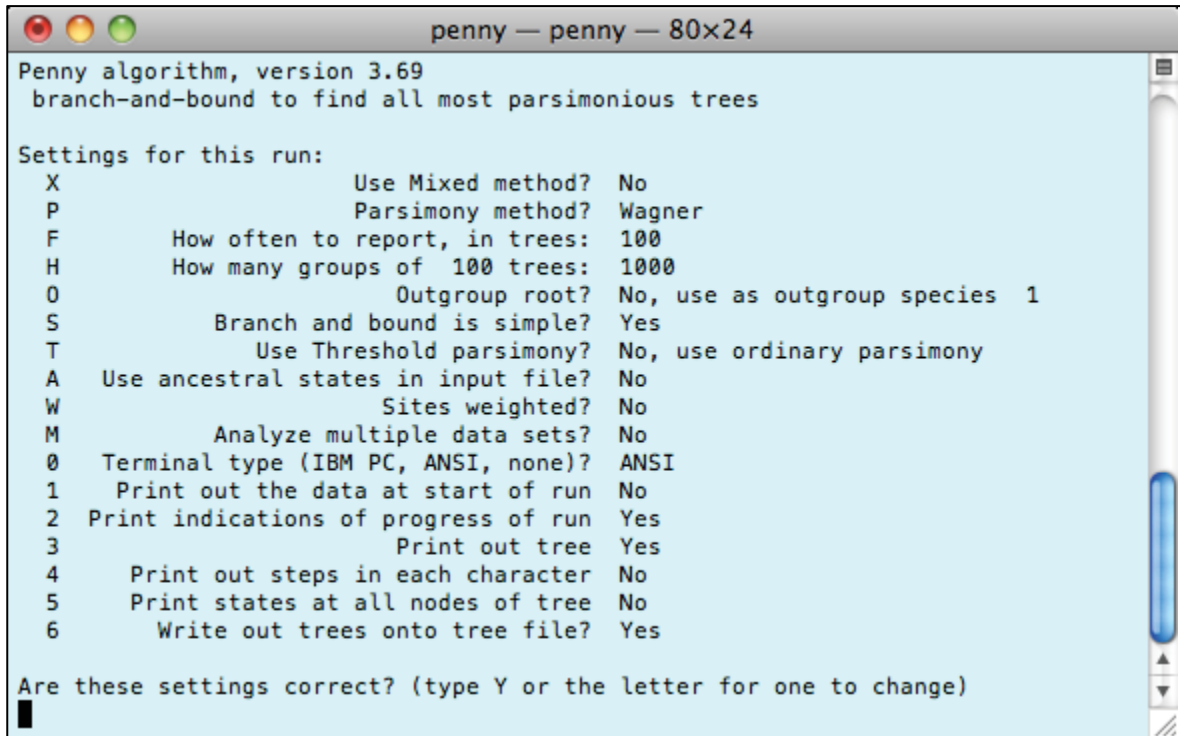 penny — penny — 80×24
Penny algorithm, version 3.69
 branch-and-bound to find all most parsimonious trees

Settings for this run:
  X                     Use Mixed method?  No
  P                     Parsimony method?  Wagner
  F        How often to report, in trees:  100
  H        How many groups of  100 trees:  1000
  O                        Outgroup root?  No, use as outgroup species  1
  S           Branch and bound is simple?  Yes
  T              Use Threshold parsimony?  No, use ordinary parsimony
  A   Use ancestral states in input file?  No
  W                       Sites weighted?  No
  M           Analyze multiple data sets?  No
  0   Terminal type (IBM PC, ANSI, none)?  ANSI
  1    Print out the data at start of run  No
  2  Print indications of progress of run  Yes
  3                        Print out tree  Yes
  4     Print out steps in each character  No
  5     Print states at all nodes of tree  No
  6       Write out trees onto tree file?  Yes

Are these settings correct? (type Y or the letter for one to change)